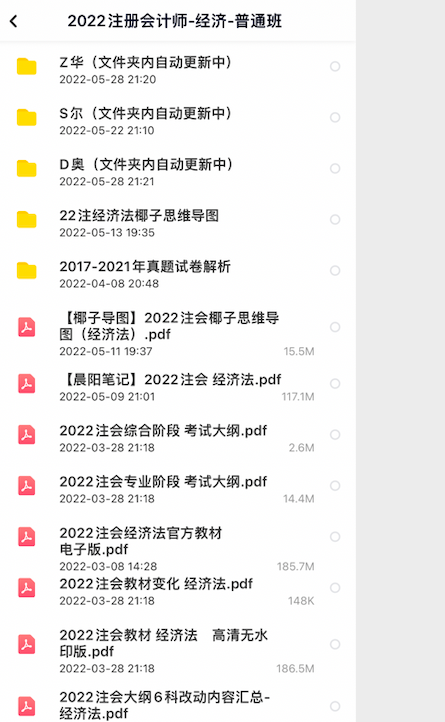 2022注册会计师-经济-普通班
Z华（文件夹内自动更新中）
2022-05-28 21:20
S尔（文件夹内自动更新中）
2022-05-22 21:10
D奥（文件夹内自动更新中）
2022-05-28 21:21
22注经济法椰子思维导图
2022-05-13 19:35
2017-2021年真题试卷解析
2022-04-08 20:48
【椰子导图】2022注会椰子思维导
图（经济法）.pdf
2022-05-11 19:37 15.5M
【晨阳笔记】2022注会 经济法.pdf
2022-05-09 21:01 117.1M
2022注会综合阶段 考试大纲.pdf
2022-03-28 21:18 2.6M
2022注会专业阶段 考试大纲.pdf
2022-03-28 21:18 14.4M
2022注会经济法官方教材
电子版.pdf
2022-03-08 14:28 185.7M
2022注会教材变化 经济法.pdf
2022-03-28 21:18 148K
2022注会教材 经济法　高清无水
印版.pdf
2022-03-28 21:18 186.5M
2022注会大纲6科改动内容汇总-
经济法.pdf